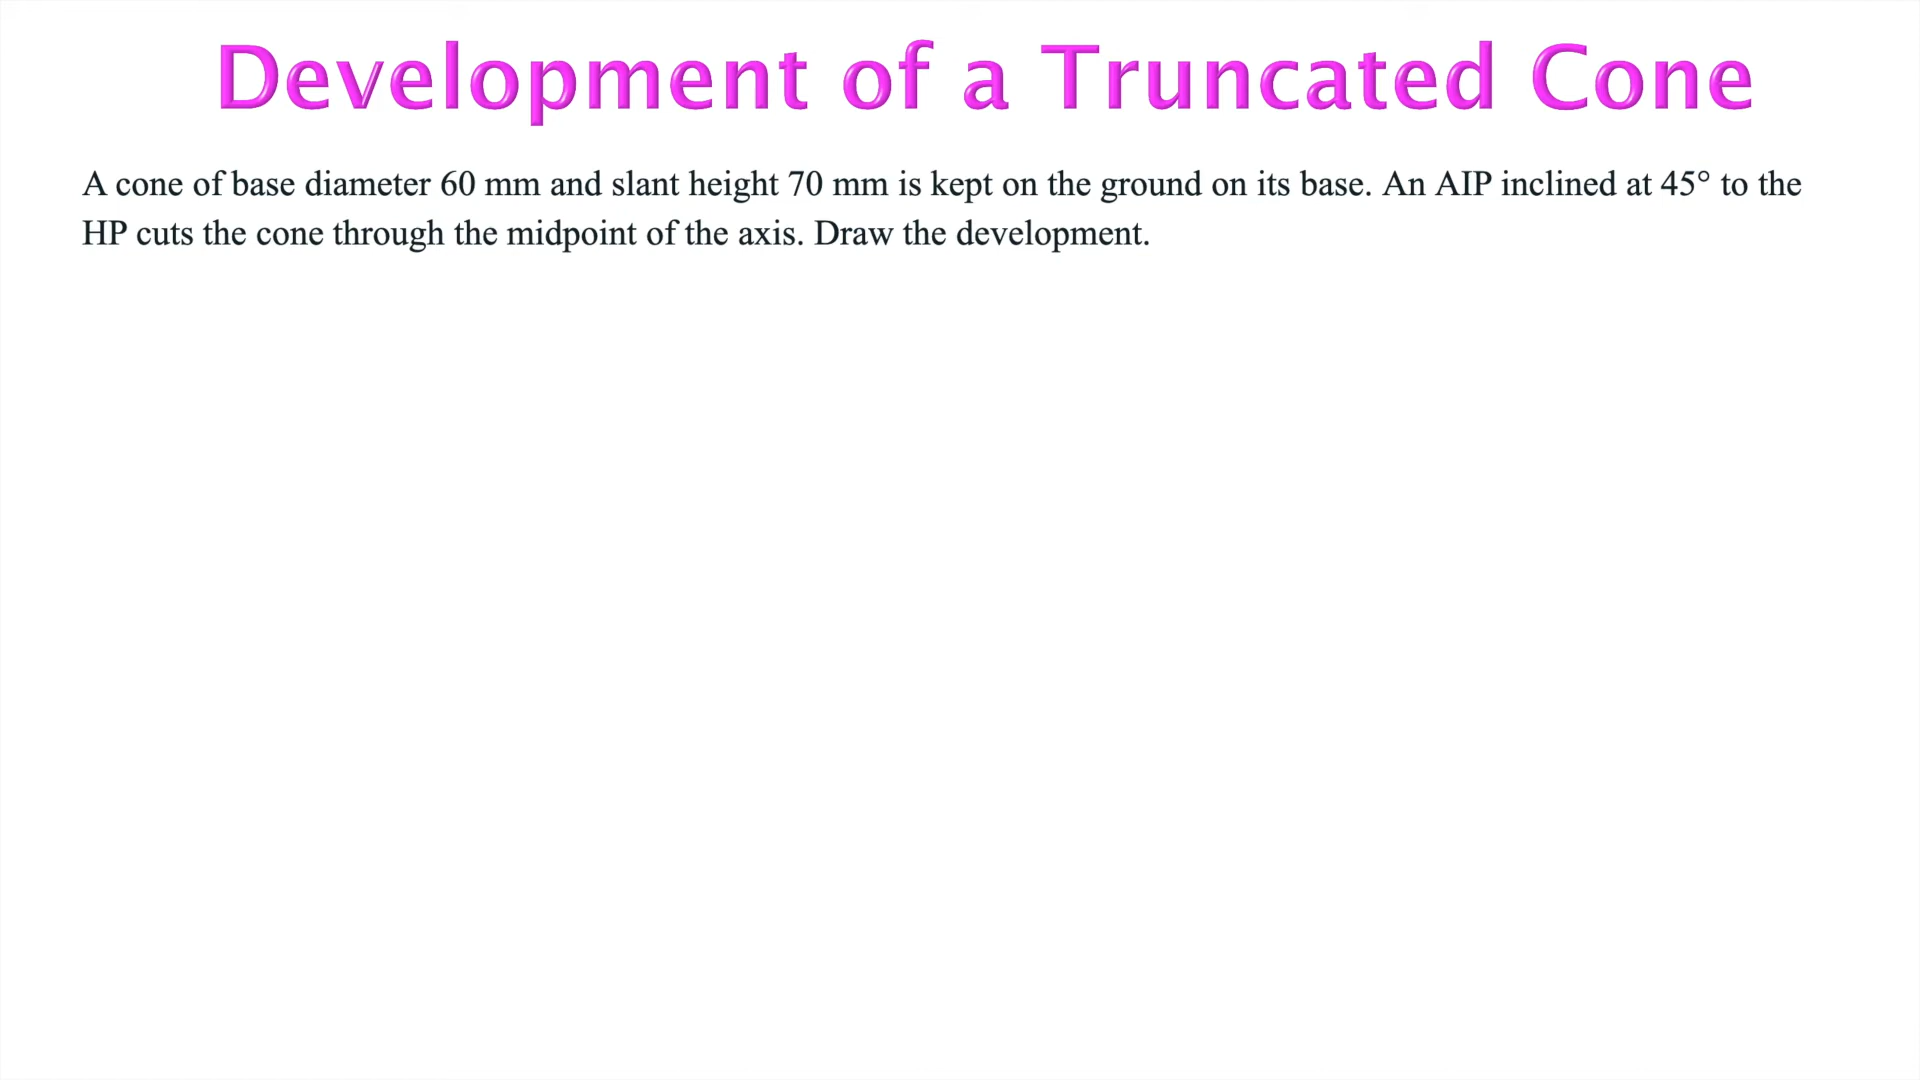 Development of a Truncated Cone
A cone of base diameter 60 mm and slant height 70 mm is kept on the ground on its base. An AIP inclined at 45° to the
HP cuts the cone through the midpoint of the axis. Draw the development.